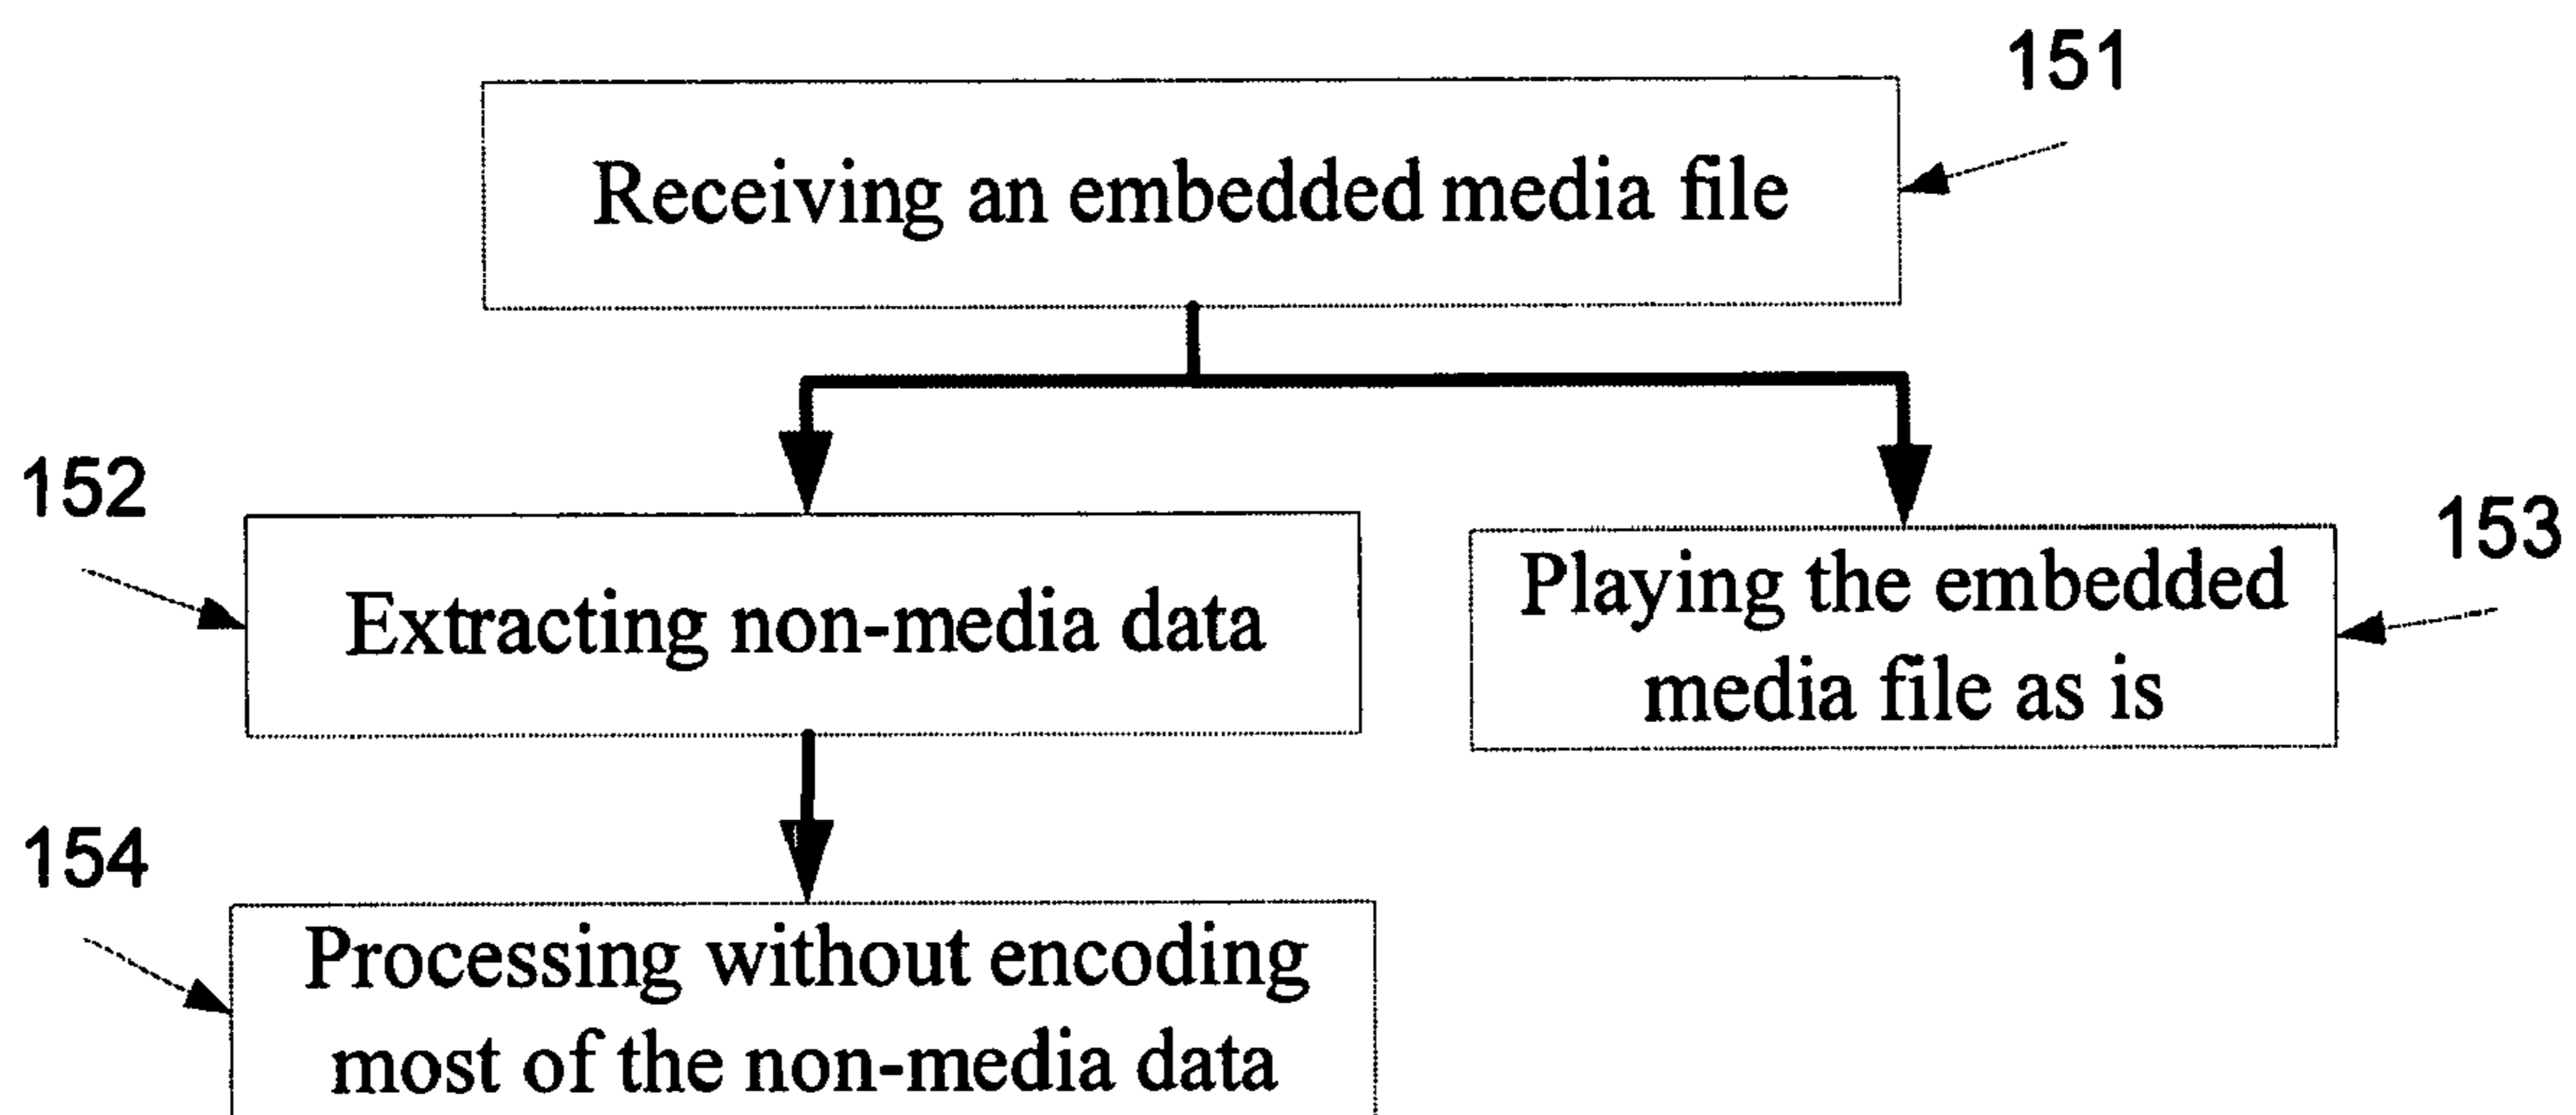 151
Receiving an embedded media file
152
153
Extracting non-media data
Playing the embedded
media file as is
154
Processing without encoding
most of the non-media data